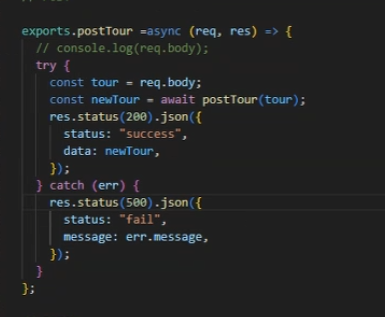 exports.postTour =async (req, res) => {
  // console.log(req.body);
  try {
    const tour = req.body;
    const newTour = await postTour(tour);
    res.status(200).json({
      status: "success",
      data: newTour,
    });
  } catch (err) {
    res.status(500).json({
      status: "fail",
      message: err.message,
    });
  }
};